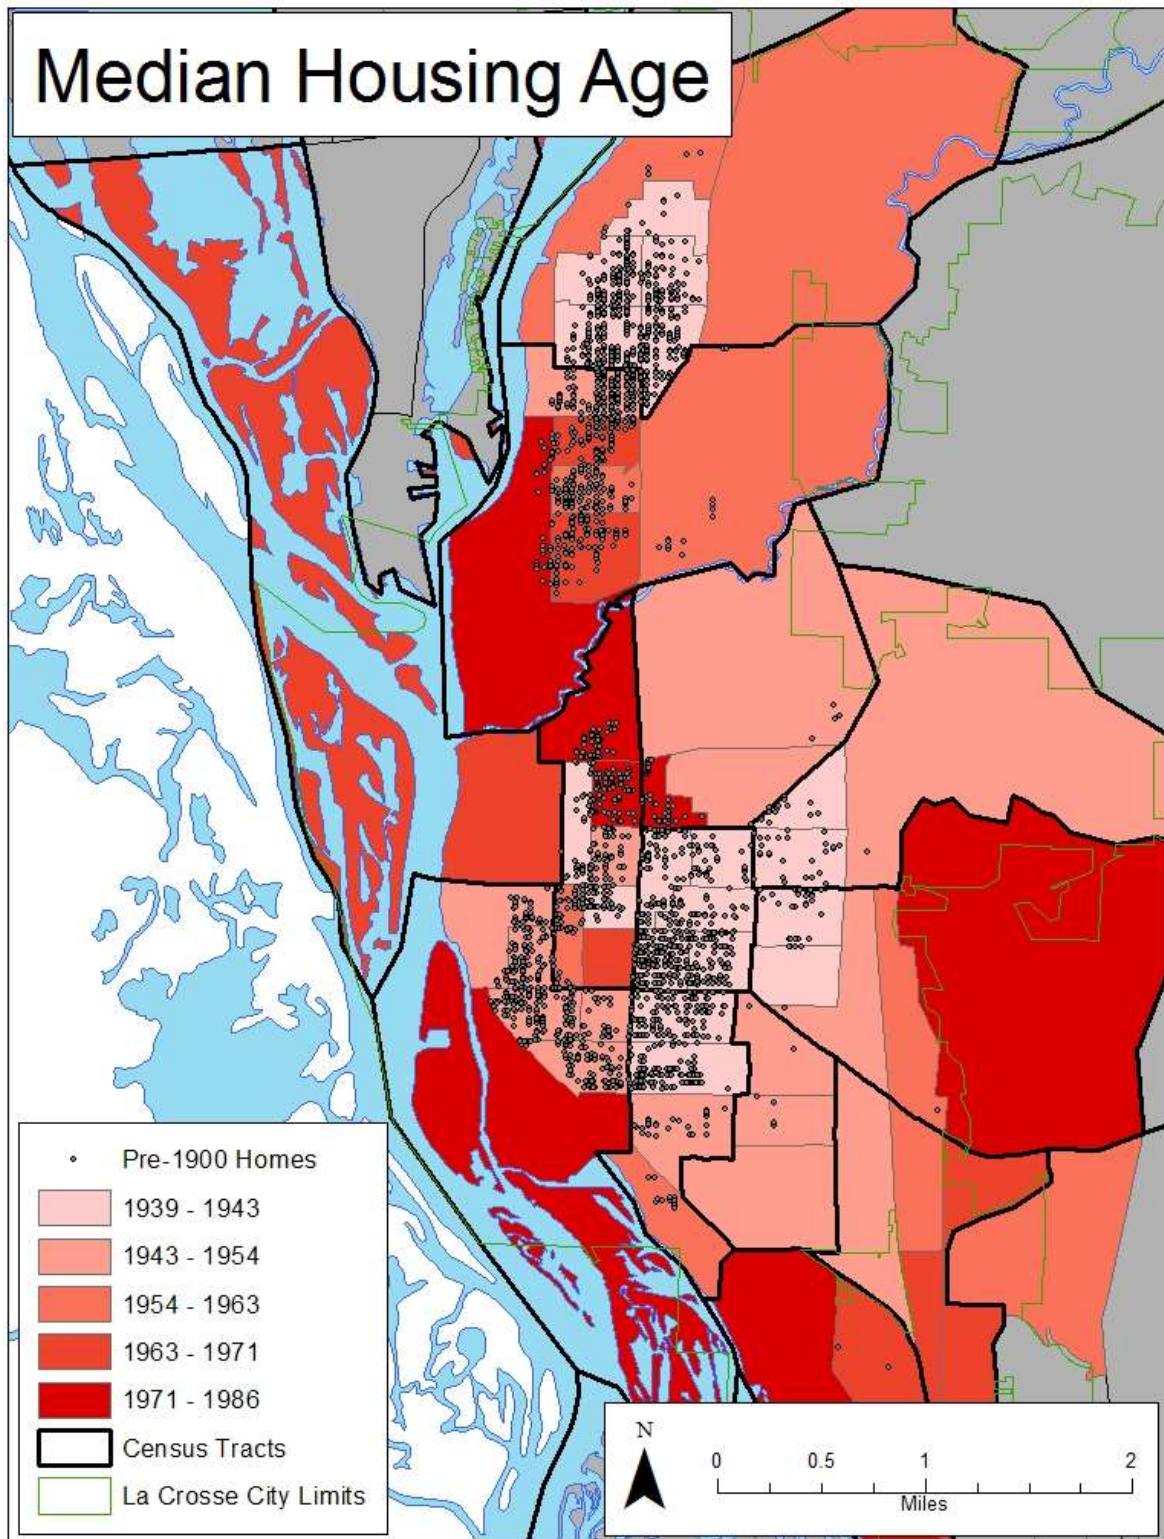 Median Housing Age
Pre-1900 Homes
1939 - 1943
1943 - 1954
1954 - 1963
1963 - 1971
1971 - 1986
Census Tracts
La Crosse City Limits
N
0 0.5 1 2
Miles